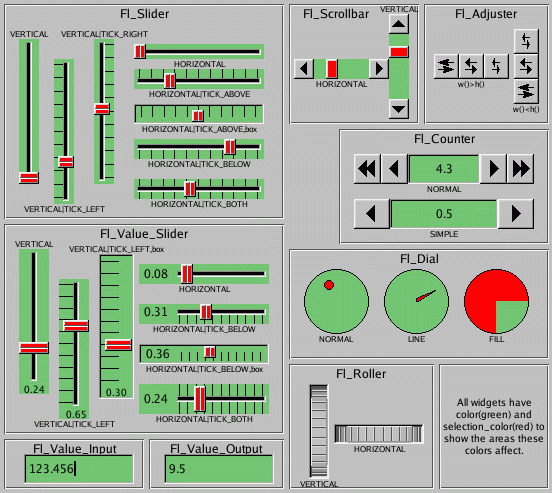 Fl_Slider
VERTICAL
VERTICAL|TICK_RIGHT
HORIZONTAL
HORIZONTAL|TICK_ABOVE
HORIZONTAL|TICK_ABOVE,box
HORIZONTAL|TICK_BELOW
HORIZONTAL|TICK_BOTH
VERTICAL|TICK_LEFT
Fl_Scrollbar
VERTICAL
HORIZONTAL
Fl_Adjuster
w()>h()
w()<h()
Fl_Counter
4.3
NORMAL
0.5
SIMPLE
Fl_Value_Slider
VERTICAL
VERTICAL|TICK_LEFT,box
0.08
HORIZONTAL
0.31
HORIZONTAL|TICK_BELOW
0.36
HORIZONTAL|TICK_BELOW,box
0.24
HORIZONTAL|TICK_BOTH
0.24
0.65
0.30
VERTICAL|TICK_LEFT
Fl_Dial
NORMAL
LINE
FILL
Fl_Roller
HORIZONTAL
VERTICAL
All widgets have
color(green) and
selection_color(red) to
show the areas these
colors affect.
Fl_Value_Input
123.456
Fl_Value_Output
9.5